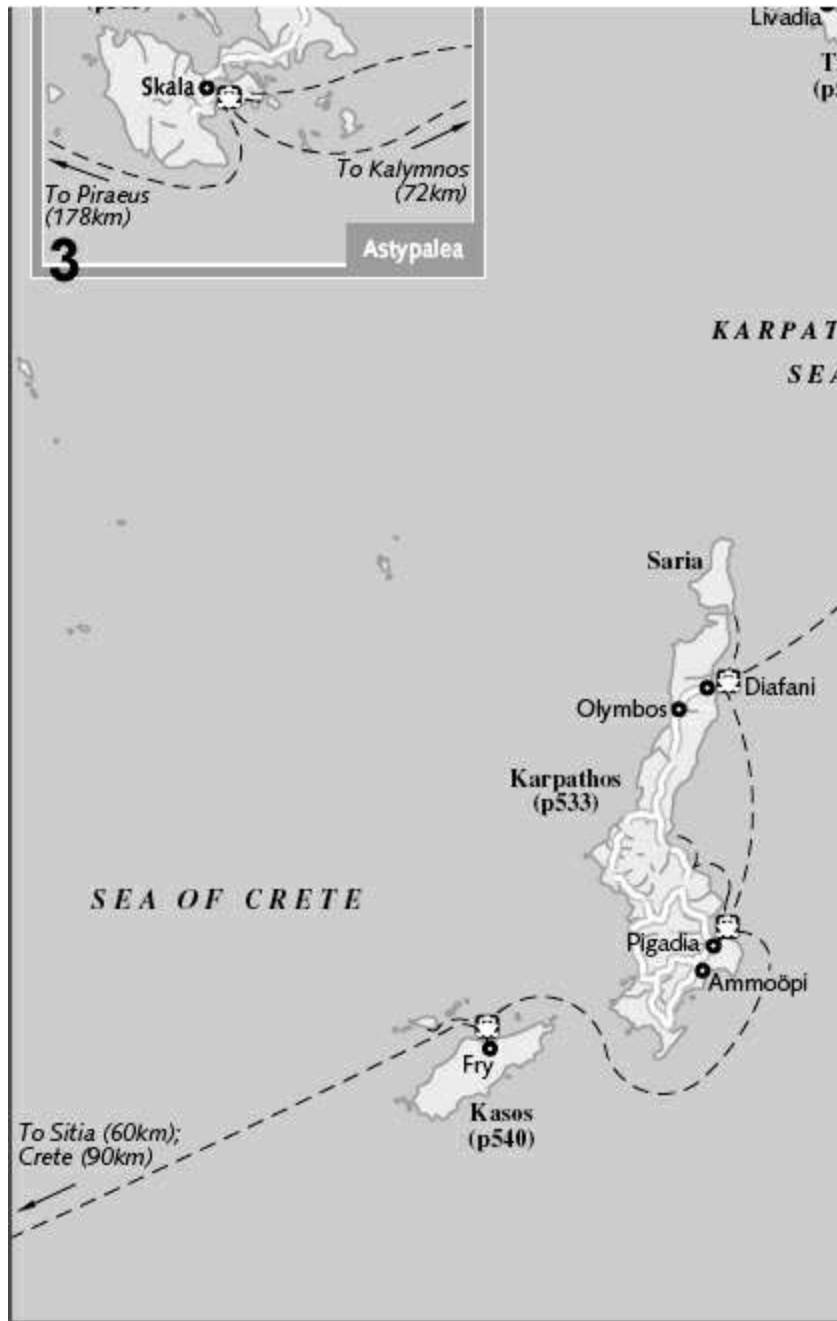 Livadia
Skala
To Kalymnos
(72km)
To Piraeus
(178km)
3
Astypalea
KARPAT
SEA
Saria
Diafani
Olymbos
Karpathos
(p533)
SEA OF CRETE
Pigadia
Ammoöpi
Fry
Kasos
(p540)
To Sitia (60km);
Crete (90km)